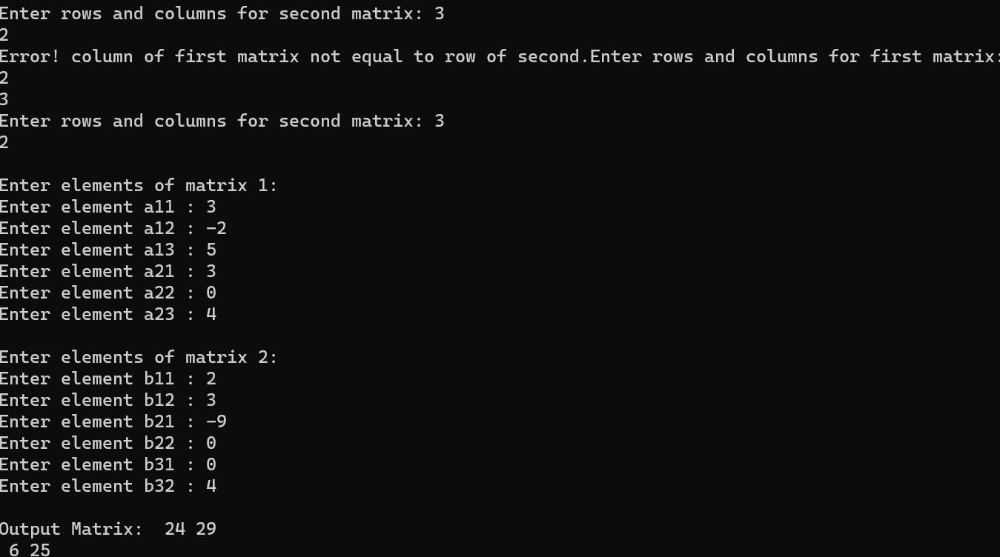 Enter rows and columns for second matrix: 3
2
Error! column of first matrix not equal to row of second.Enter rows and columns for first matrix:
2
3
Enter rows and columns for second matrix: 3
2
Enter elements of matrix 1:
Enter element a11 : 3
Enter element a12 : -2
Enter element a13 : 5
Enter element a21 : 3
Enter element a22 : 0
Enter element a23 : 4
Enter elements of matrix 2:
Enter element b11 : 2
Enter element b12 : 3
Enter element b21 : -9
Enter element b22 : 0
Enter element b31 : 0
Enter element b32 : 4
Output Matrix:  24 29
 6 25